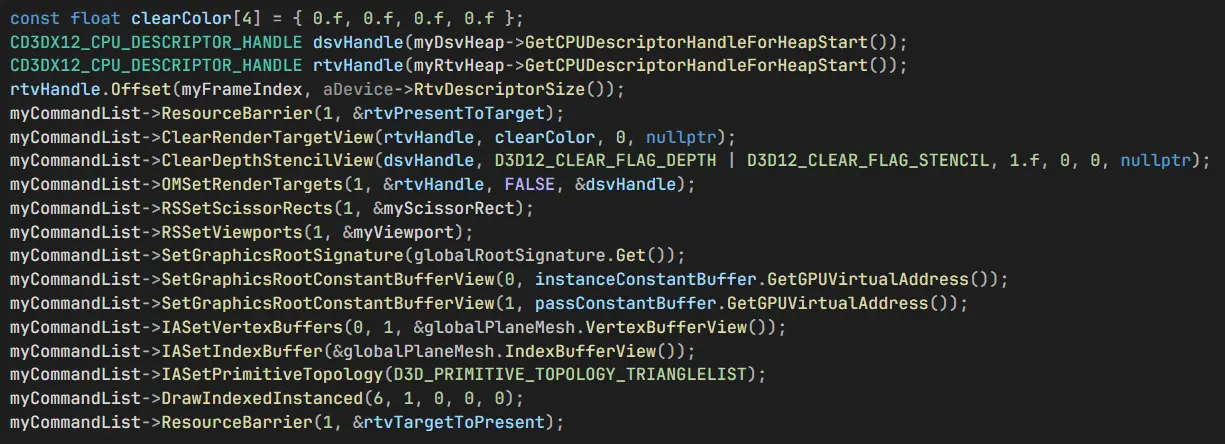 const float clearColor[4] = { 0.f, 0.f, 0.f, 0.f };
CD3DX12_CPU_DESCRIPTOR_HANDLE dsvHandle(myDsvHeap->GetCPUDescriptorHandleForHeapStart());
CD3DX12_CPU_DESCRIPTOR_HANDLE rtvHandle(myRtvHeap->GetCPUDescriptorHandleForHeapStart());
rtvHandle.Offset(myFrameIndex, aDevice->RtvDescriptorSize());
myCommandList->ResourceBarrier(1, &rtvPresentToTarget);
myCommandList->ClearRenderTargetView(rtvHandle, clearColor, 0, nullptr);
myCommandList->ClearDepthStencilView(dsvHandle, D3D12_CLEAR_FLAG_DEPTH | D3D12_CLEAR_FLAG_STENCIL, 1.f, 0, 0, nullptr);
myCommandList->OMSetRenderTargets(1, &rtvHandle, FALSE, &dsvHandle);
myCommandList->RSSetScissorRects(1, &myScissorRect);
myCommandList->RSSetViewports(1, &myViewport);
myCommandList->SetGraphicsRootSignature(globalRootSignature.Get());
myCommandList->SetGraphicsRootConstantBufferView(0, instanceConstantBuffer.GetGPUVirtualAddress());
myCommandList->SetGraphicsRootConstantBufferView(1, passConstantBuffer.GetGPUVirtualAddress());
myCommandList->IASetVertexBuffers(0, 1, &globalPlaneMesh.VertexBufferView());
myCommandList->IASetIndexBuffer(&globalPlaneMesh.IndexBufferView());
myCommandList->IASetPrimitiveTopology(D3D_PRIMITIVE_TOPOLOGY_TRIANGLELIST);
myCommandList->DrawIndexedInstanced(6, 1, 0, 0, 0);
myCommandList->ResourceBarrier(1, &rtvTargetToPresent);